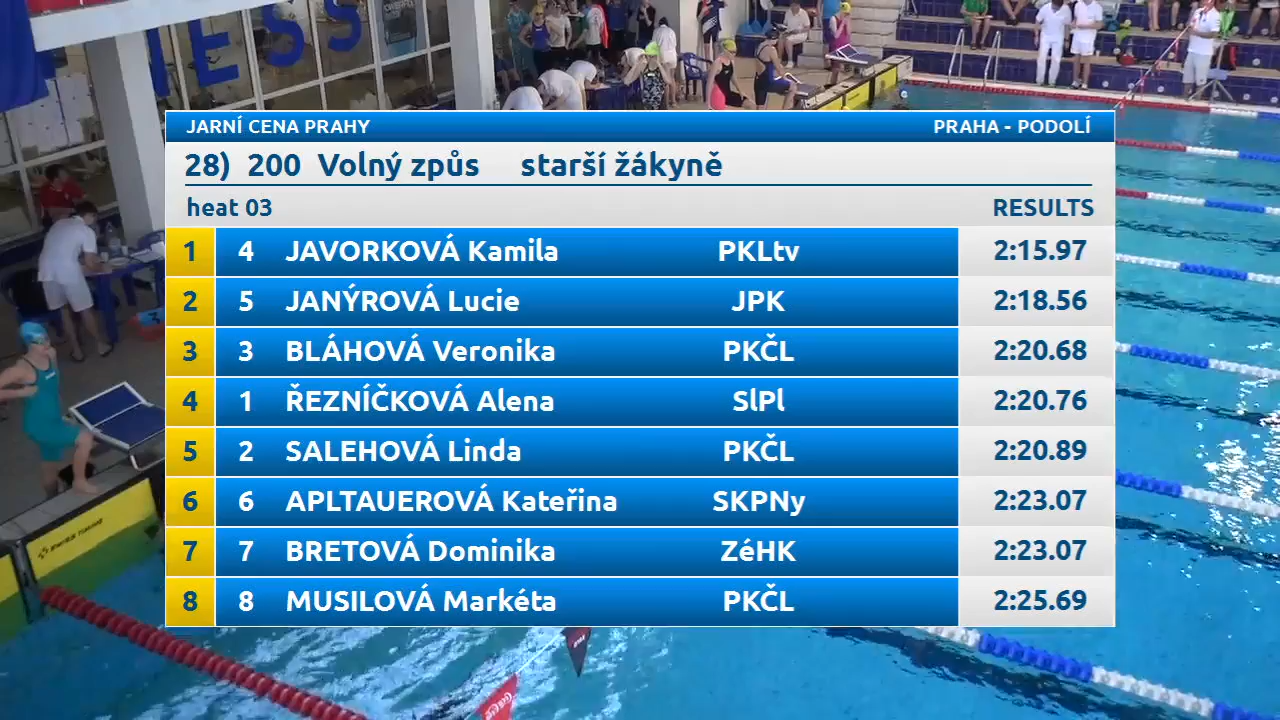 NESS
JARNÍ CENA PRAHY PRAHA - PODOLÍ
28) 200 Volný způs starší žákyně
heat 03 RESULTS
1 4 JAVORKOVÁ Kamila PKLtv 2:15.97
2 5 JANÝROVÁ Lucie JPK 2:18.56
3 3 BLÁHOVÁ Veronika PKČL 2:20.68
4 1 ŘEZNÍČKOVÁ Alena SlPl 2:20.76
5 2 SALEHOVÁ Linda PKČL 2:20.89
6 6 APLTAUEROVÁ Kateřina SKPNy 2:23.07
7 7 BRETOVÁ Dominika ZéHK 2:23.07
8 8 MUSILOVÁ Markéta PKČL 2:25.69